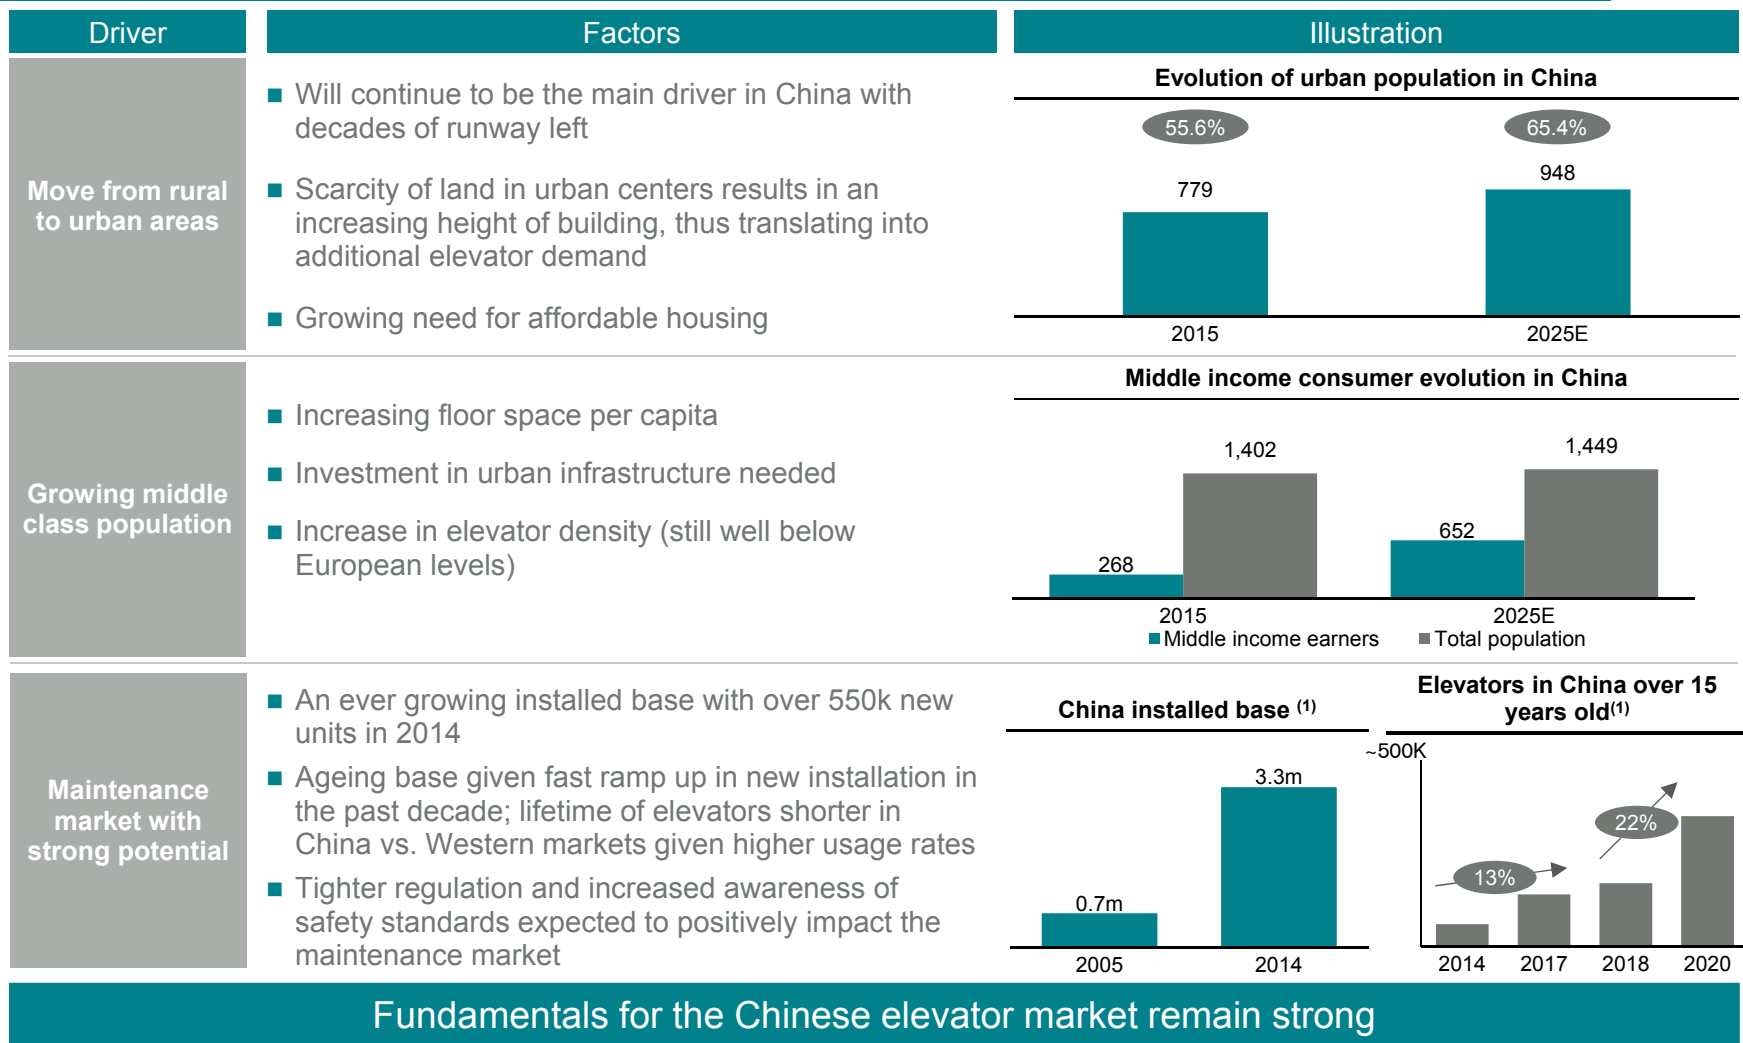 Driver
Factors
Illustration
Move from rural
to urban areas
■ Will continue to be the main driver in China with
decades of runway left
■ Scarcity of land in urban centers results in an
increasing height of building, thus translating into
additional elevator demand
■ Growing need for affordable housing
Evolution of urban population in China
55.6%
65.4%
779
948
2015
2025E
Growing middle
class population
■ Increasing floor space per capita
■ Investment in urban infrastructure needed
■ Increase in elevator density (still well below
European levels)
Middle income consumer evolution in China
1,402
1,449
268
652
2015
2025E
Middle income earners
Total population
Maintenance
market with
strong potential
■ An ever growing installed base with over 550k new
units in 2014
■ Ageing base given fast ramp up in new installation in
the past decade; lifetime of elevators shorter in
China vs. Western markets given higher usage rates
■ Tighter regulation and increased awareness of
safety standards expected to positively impact the
maintenance market
China installed base (1)
3.3m
0.7m
2005
2014
Elevators in China over 15
years old(1)
~500K
22%
13%
2014
2017
2018
2020
Fundamentals for the Chinese elevator market remain strong